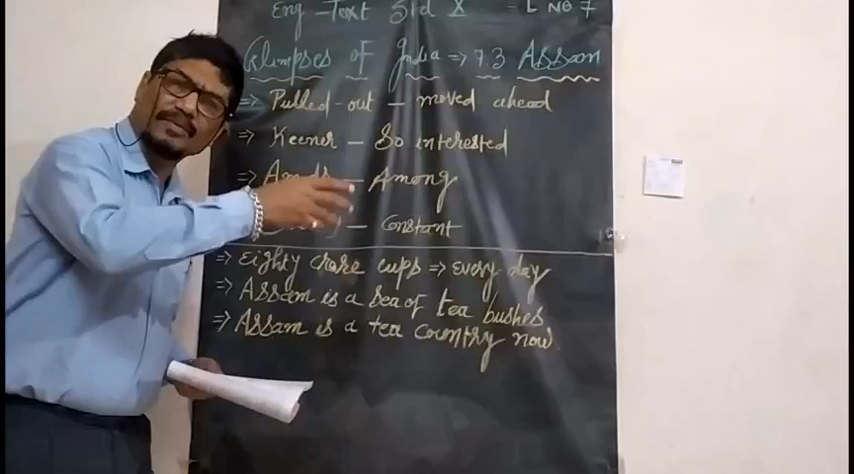 Eng-Text Std X = L NO 7
Glimpses of India => 7.3 Assam
=> Pulled-out - moved ahead
=> Keener - So interested
=> - Among
- Constant
=> Eighty crore cups => every day
=> Assam is a Sea of tea bushes
=> Assam is a tea country now.